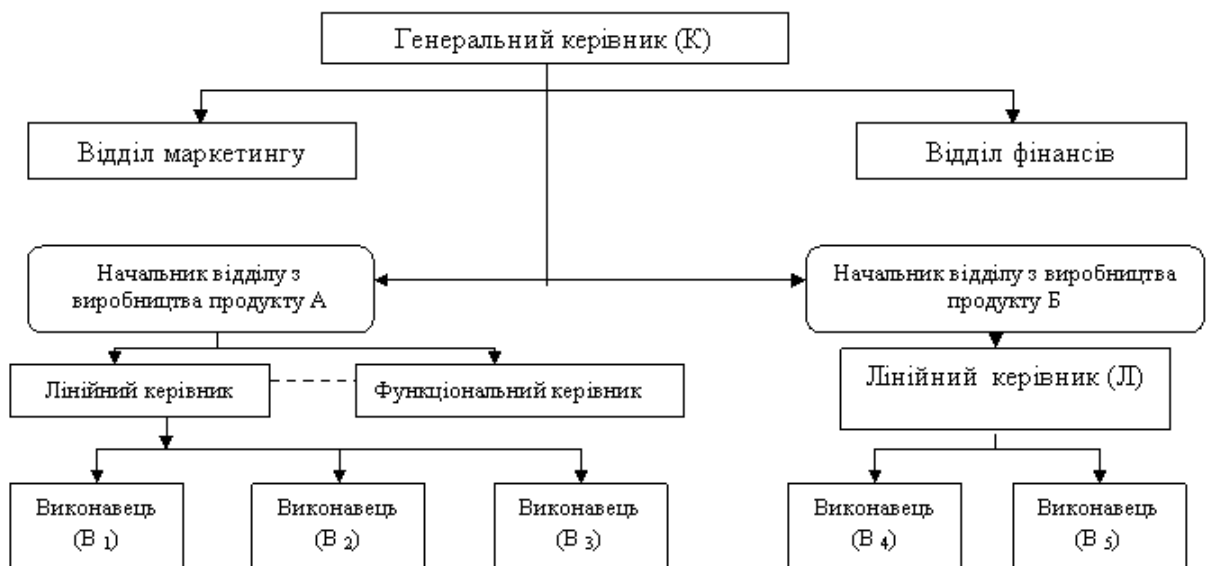 Генеральний керівник (К)
Відділ маркетингу
Відділ фінансів
Начальник відділу з
виробництва продукту А
Начальник відділу з виробництва
продукту Б
Лінійний керівник
Функціональний керівник
Лінійний керівник (Л)
Виконавець
(В 1)
Виконавець
(В 2)
Виконавець
(В 3)
Виконавець
(В 4)
Виконавець
(В 5)